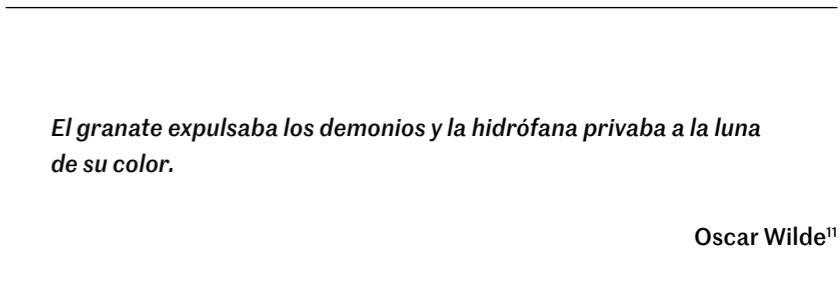 El granate expulsaba los demonios y la hidrófana privaba a la luna
de su color.
Oscar Wilde¹¹